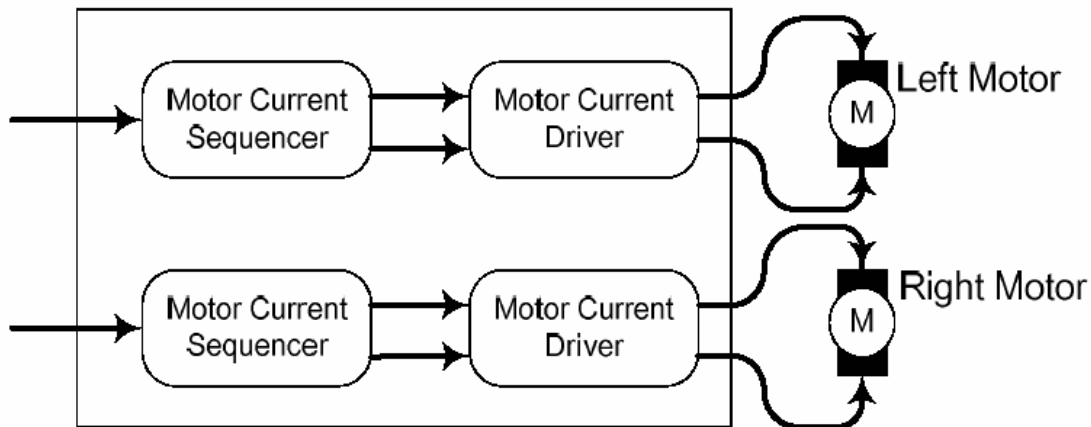 Motor Current
Sequencer
Motor Current
Driver
M
Left Motor
Motor Current
Sequencer
Motor Current
Driver
M
Right Motor